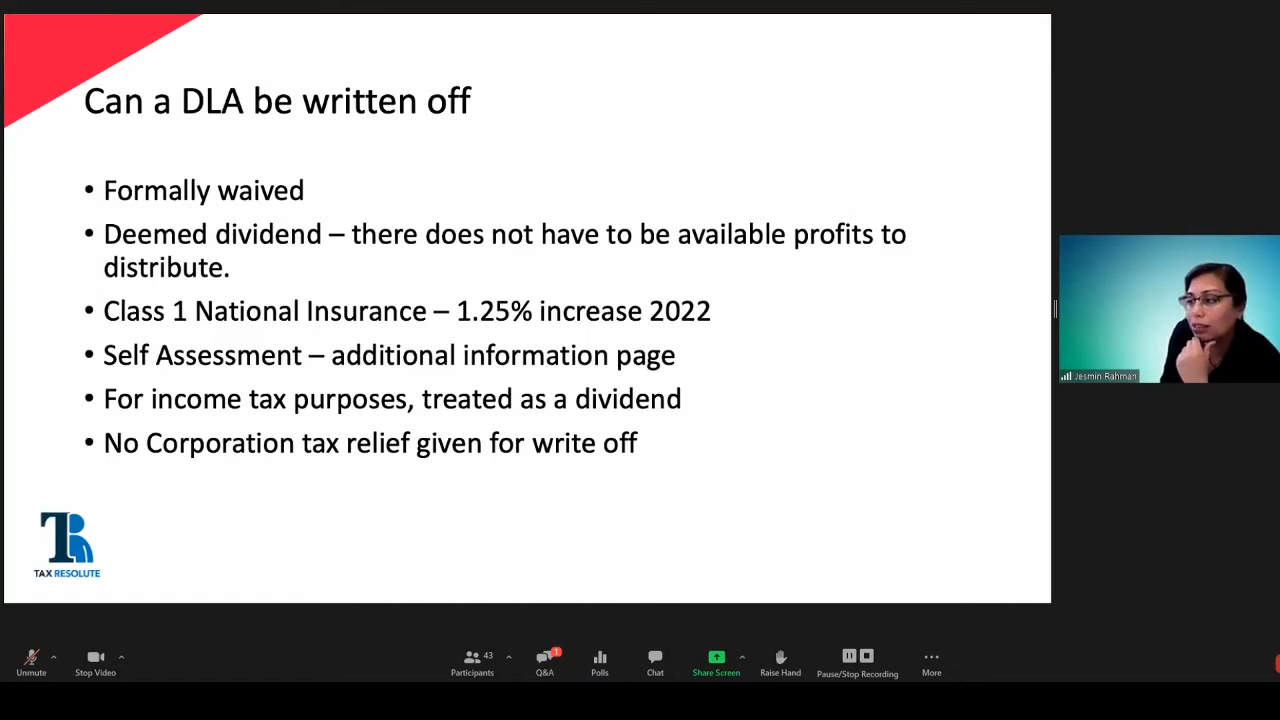 Can a DLA be written off
• Formally waived
• Deemed dividend – there does not have to be available profits to
distribute.
• Class 1 National Insurance – 1.25% increase 2022
• Self Assessment – additional information page
• For income tax purposes, treated as a dividend
• No Corporation tax relief given for write off
TR
TAX RESOLUTE
Jesmin Rahman
Unmute
Stop Video
43
Participants
1
Q&A
Polls
Chat
Share Screen
Raise Hand
Pause/Stop Recording
More